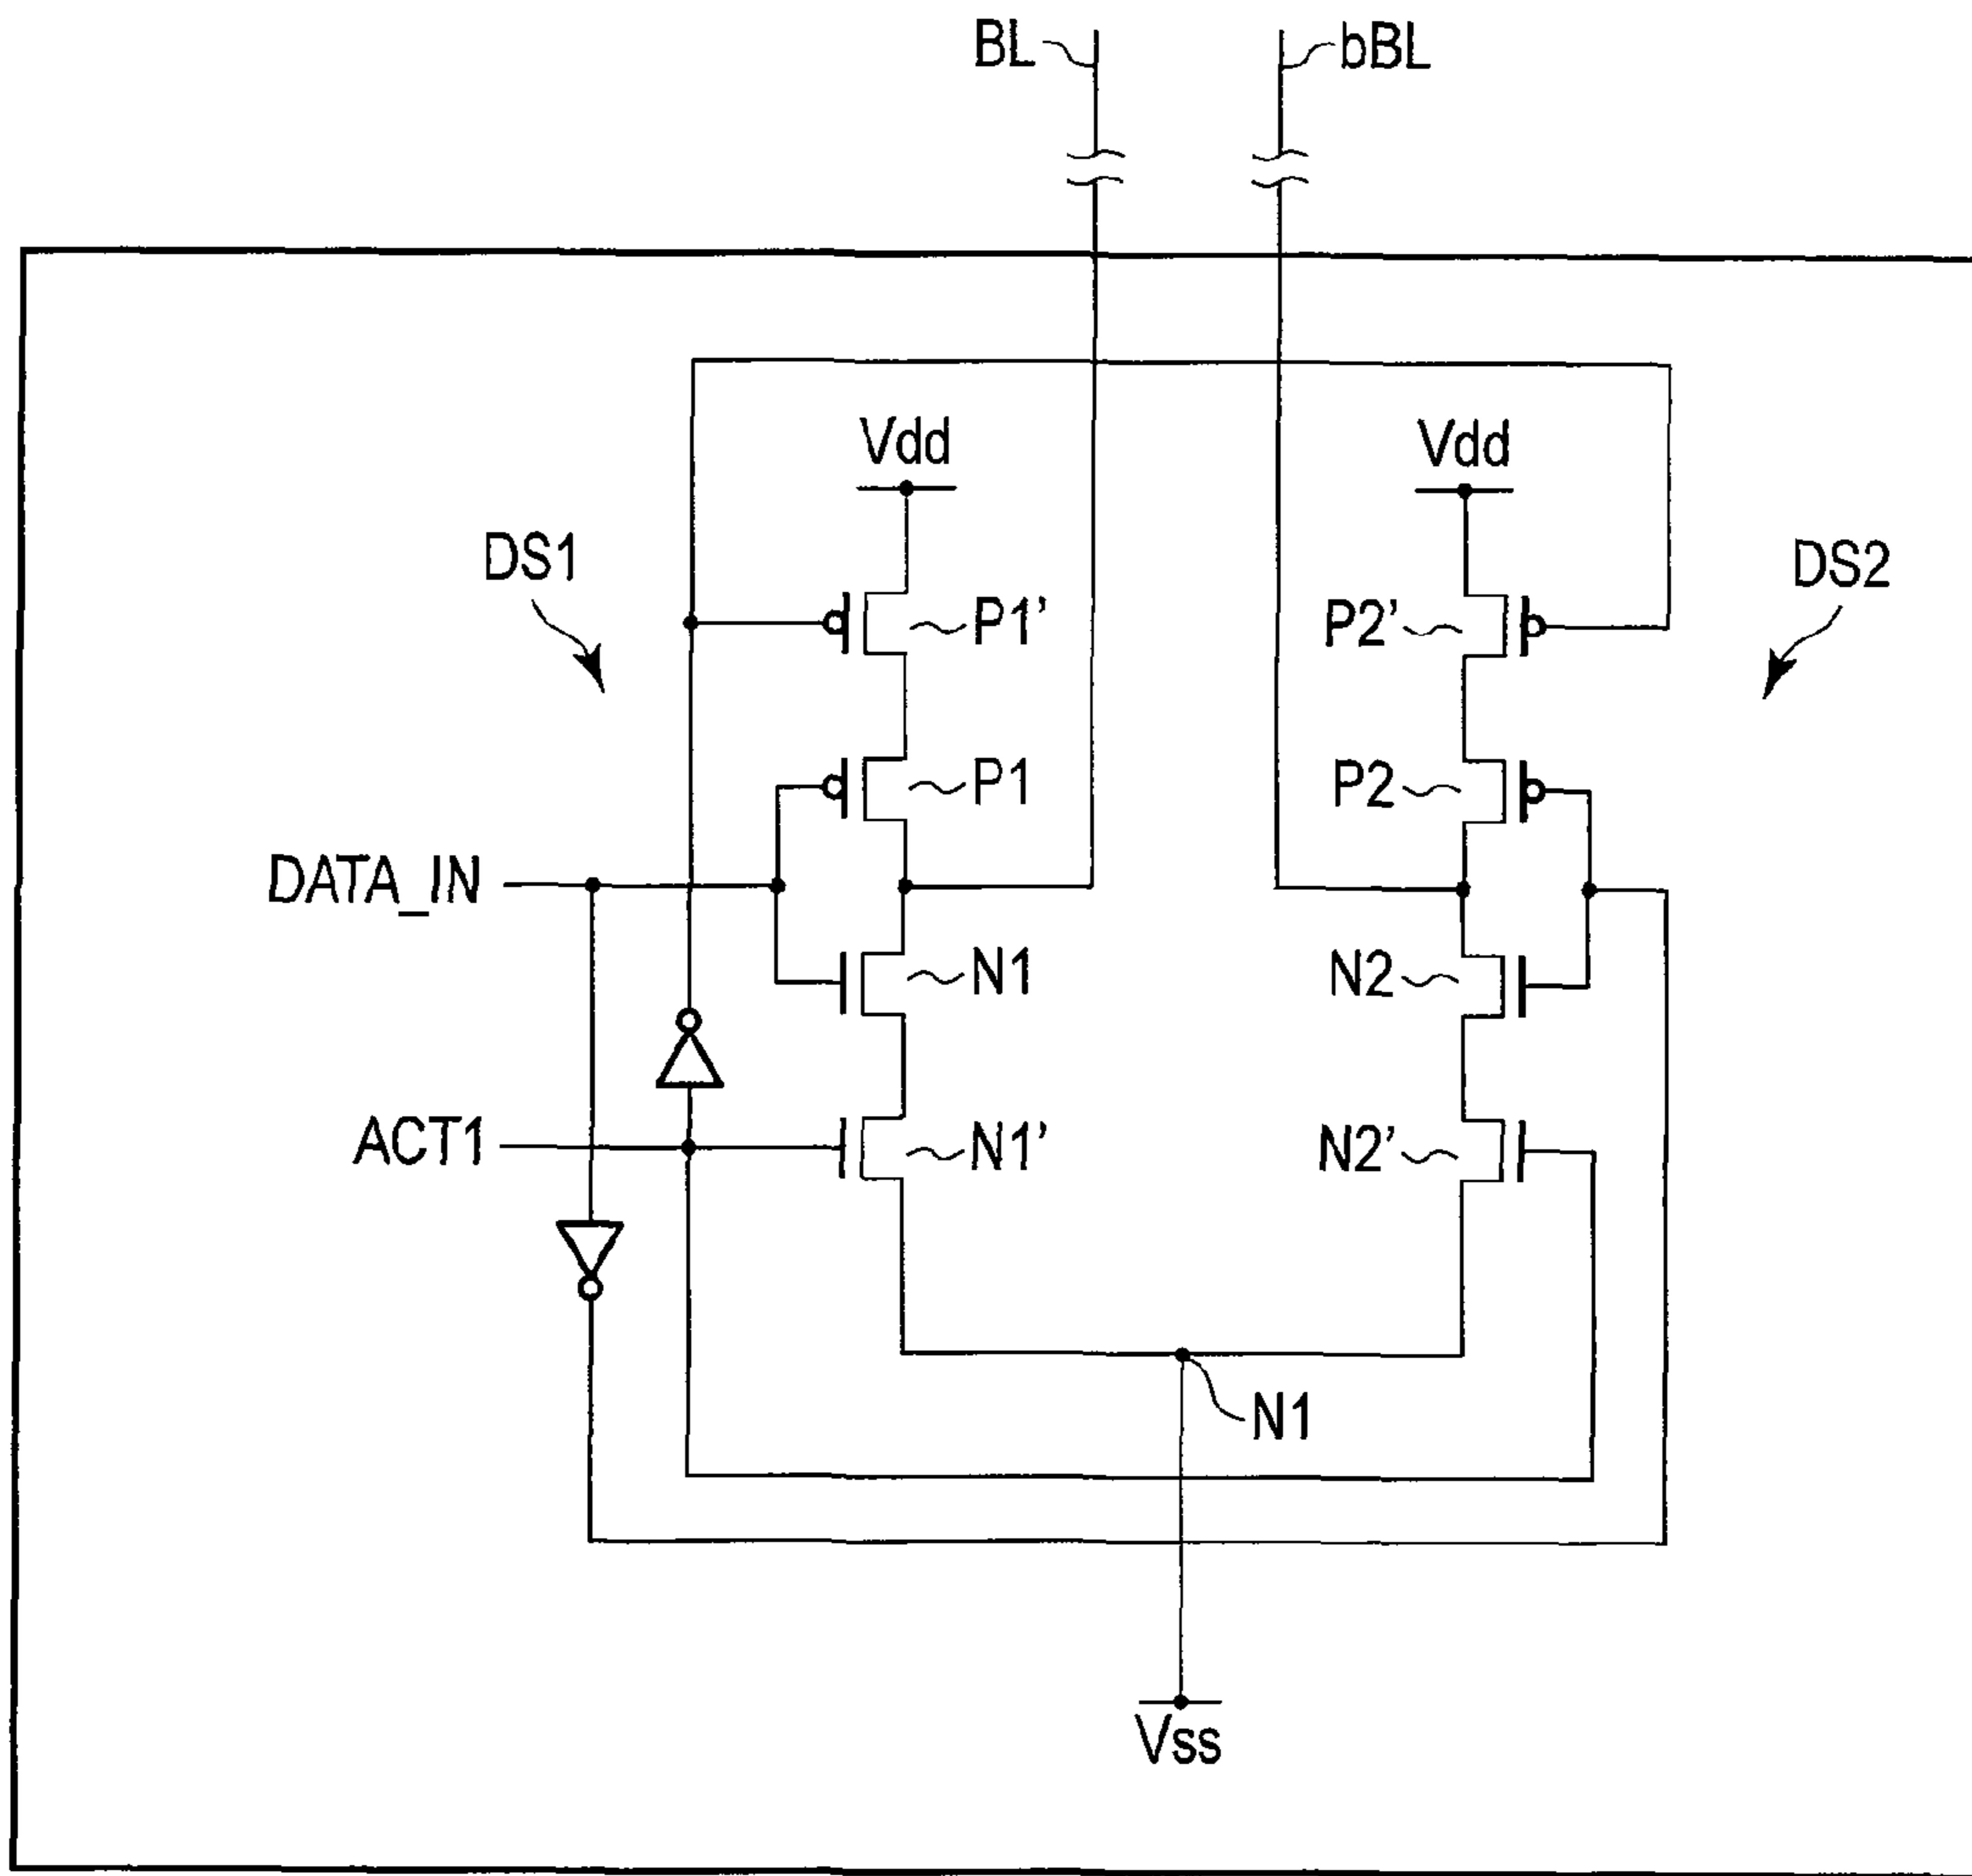 BL
bBL
Vdd
Vdd
DS1
DS2
P1'
P2'
P1
P2
DATA_IN
N1
N2
ACT1
N1'
N2'
N1
Vss